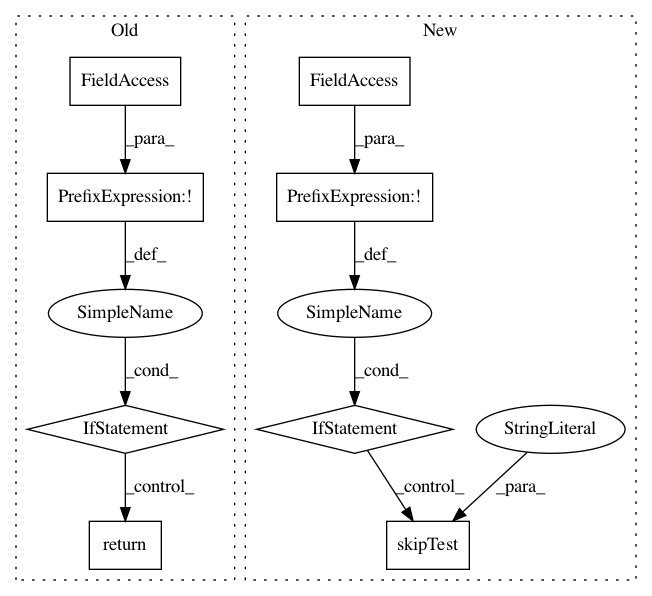 Old
New
FieldAccess
FieldAccess
_para_
_para_
PrefixExpression:!
PrefixExpression:!
_def_
_def_
SimpleName
SimpleName
_cond_
_cond_
IfStatement
IfStatement
StringLiteral
_control_
_control_
_para_
return
skipTest